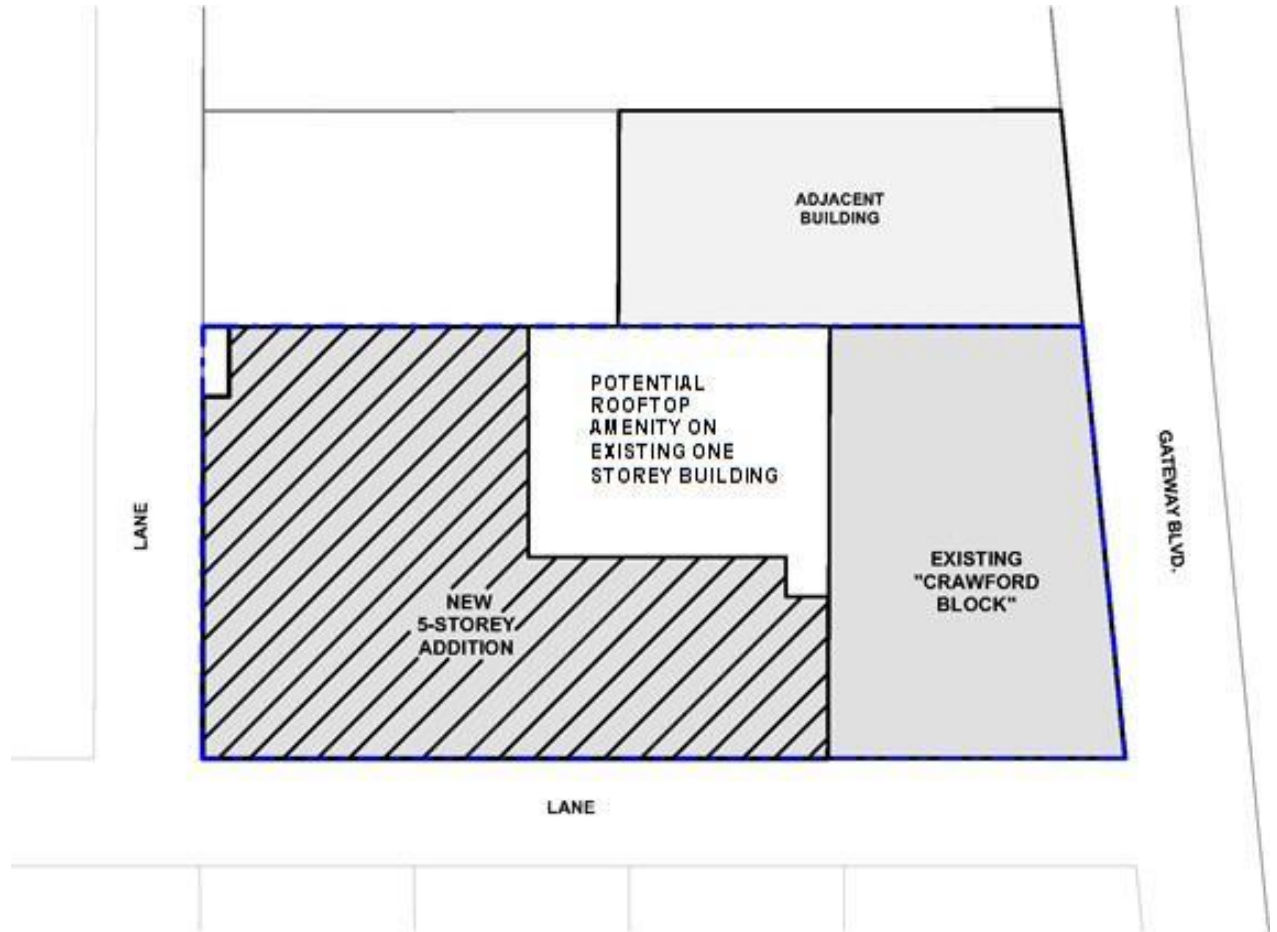 ADJACENT
BUILDING
POTENTIAL
ROOFTOP
AMENITY ON
EXISTING ONE
STOREY BUILDING
GATEWAY BLVD.
LANE
EXISTING
"CRAWFORD
BLOCK"
NEW
5-STOREY
ADDITION
LANE